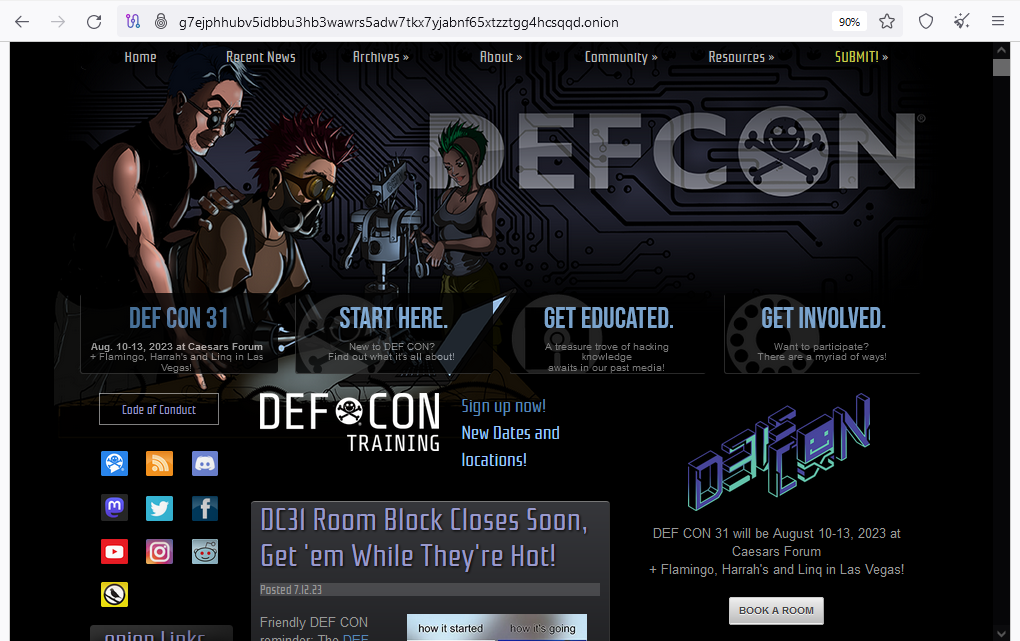 g7ejphhubv5idbbu3hb3wawrs5adw7tkx7yjabnf65xtzztgg4hcsqqd.onion
90%
Home
Recent News
Archives »
About »
Community »
Resources »
SUBMIT! »
DEFCON®
DEF CON 31
Aug. 10-13, 2023 at Caesars Forum
+ Flamingo, Harrah's and Linq in Las
Vegas!
START HERE.
New to DEF CON?
Find out what it's all about!
GET EDUCATED.
A treasure trove of hacking
knowledge
awaits in our past media!
GET INVOLVED.
Want to participate?
There are a myriad of ways!
Code of Conduct
DEF CON
TRAINING
Sign up now!
New Dates and
locations!
DEF CON
DC31 Room Block Closes Soon,
Get 'em While They're Hot!
Posted 7.12.23
Friendly DEF CON
reminder: The DEF
how it started
how it's going
DEF CON 31 will be August 10-13, 2023 at
Caesars Forum
+ Flamingo, Harrah's and Linq in Las Vegas!
BOOK A ROOM
onion Links